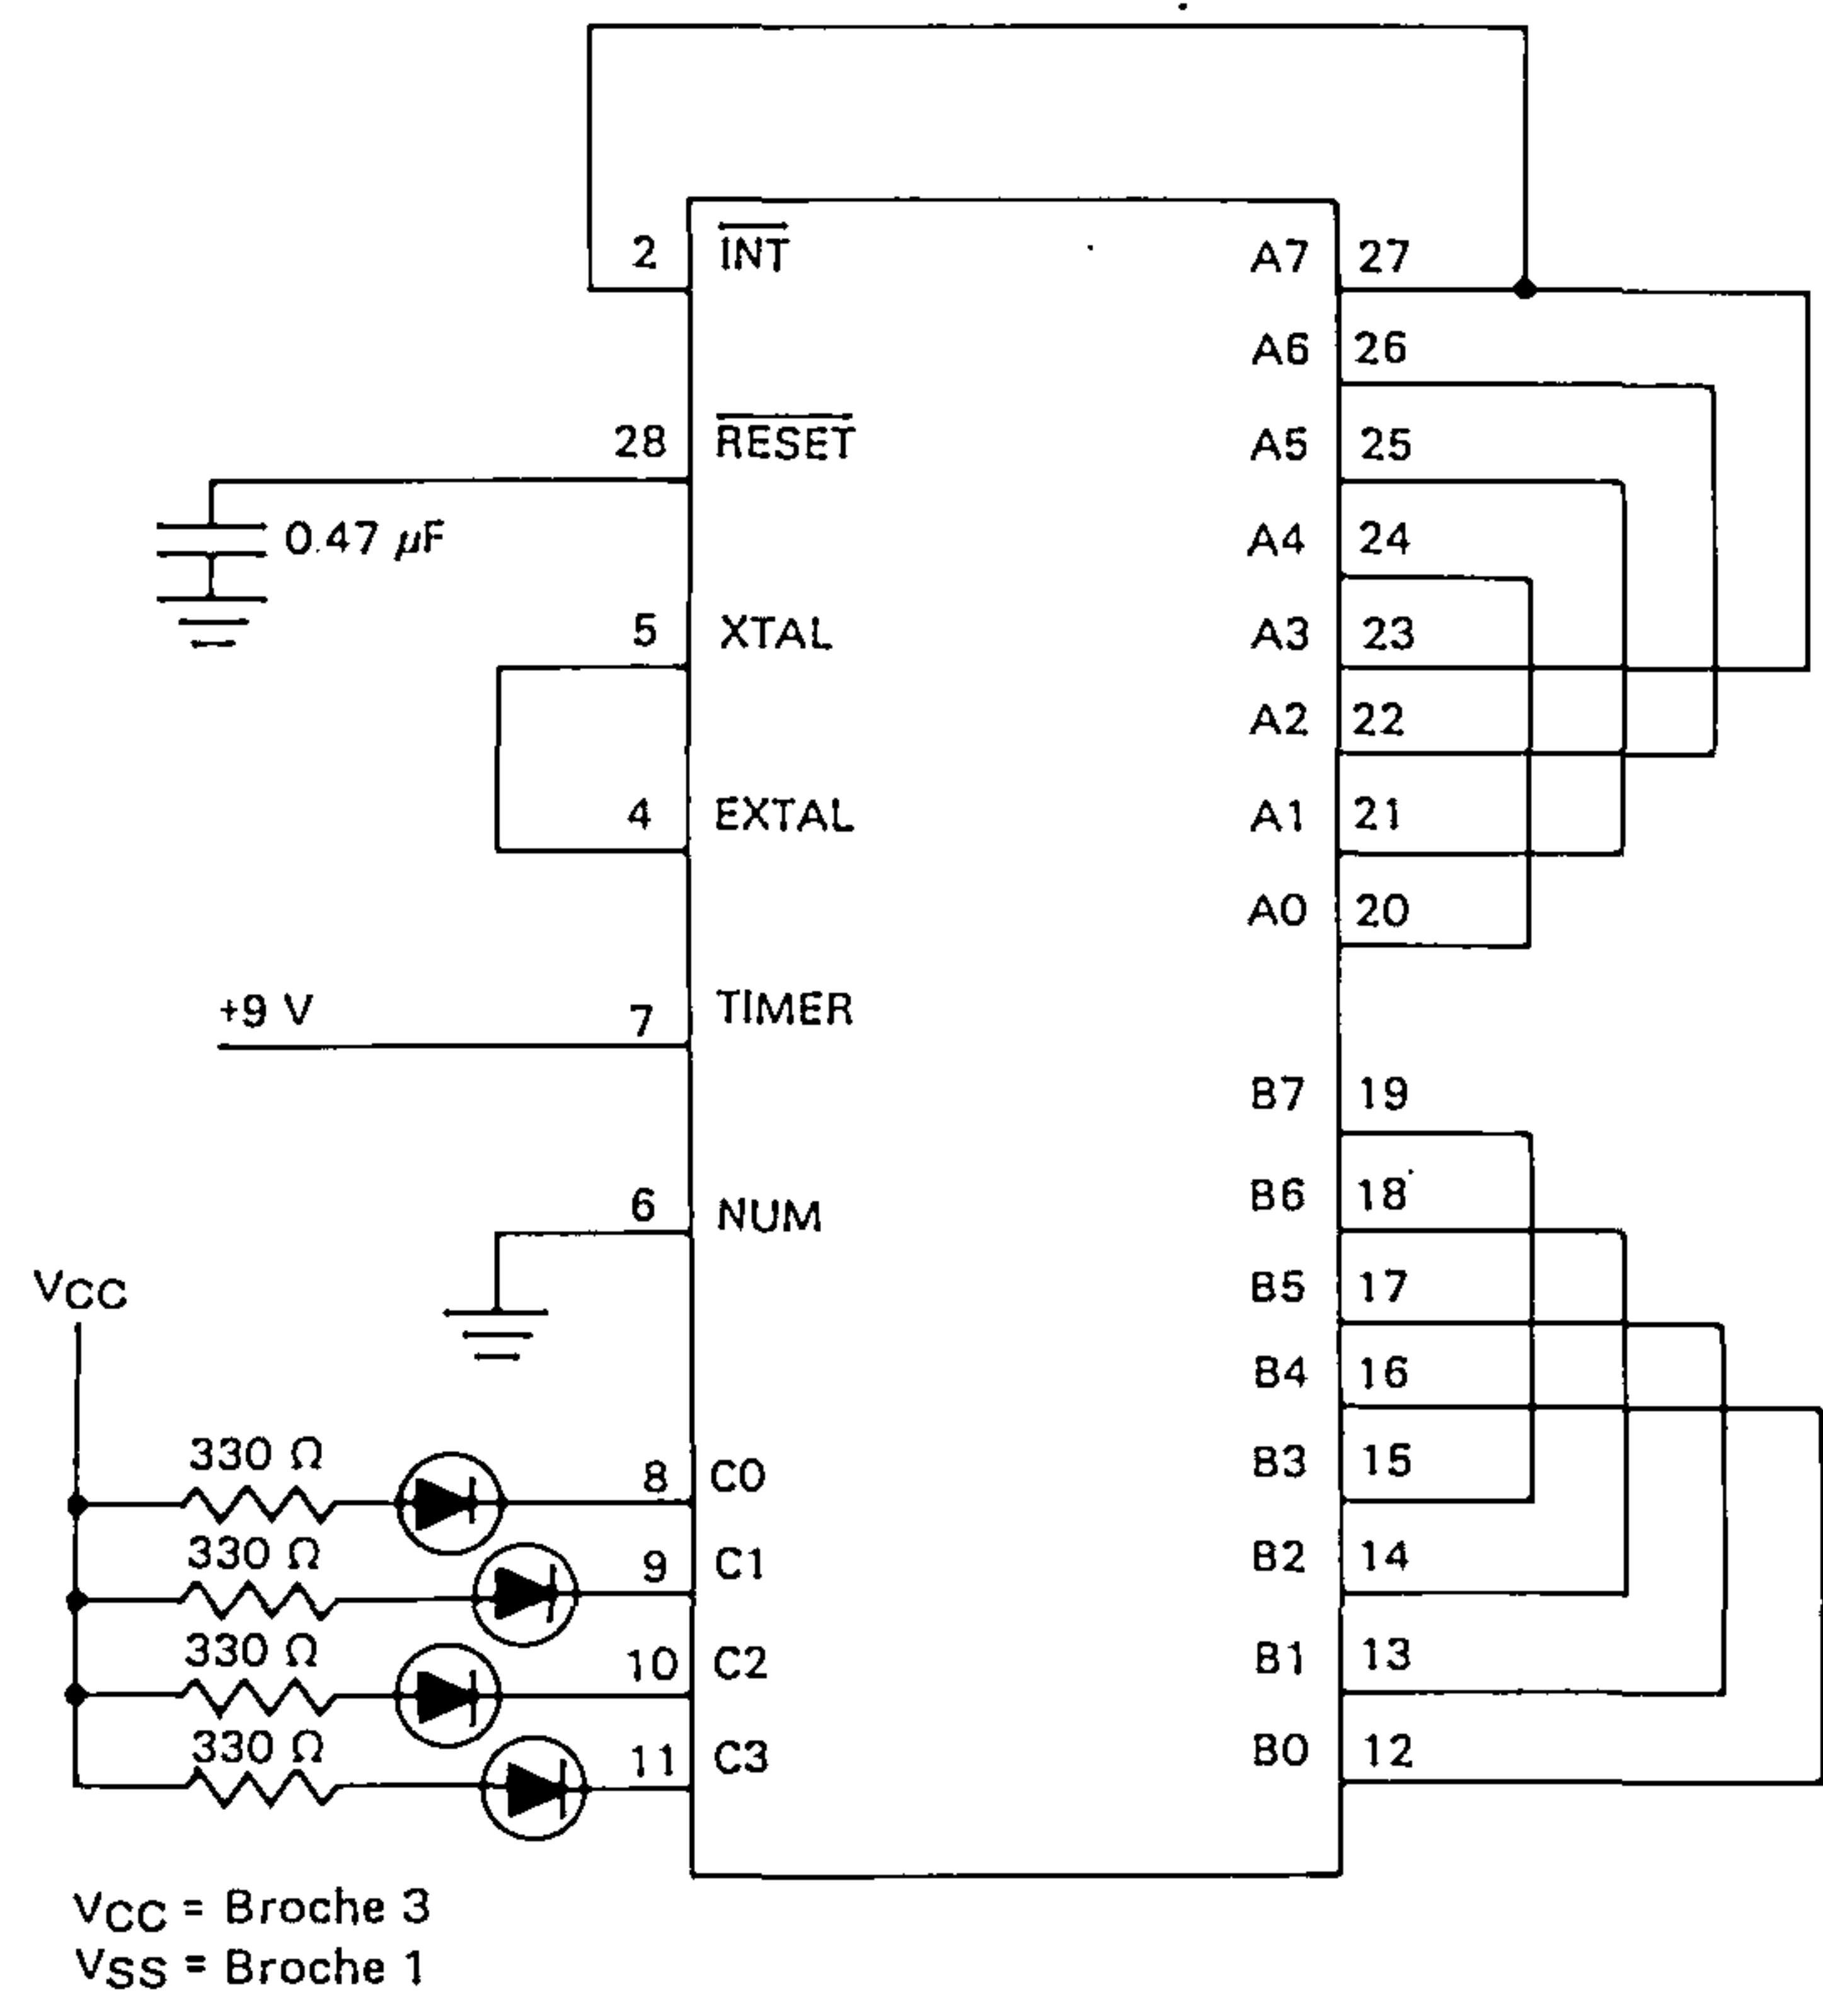 2 INT A7 27
A6 26
28 RESET A5 25
0.47 µF A4 24
5 XTAL A3 23
A2 22
4 EXTAL A1 21
A0 20
+9 V 7 TIMER
B7 19
6 NUM B6 18
VCC B5 17
B4 16
330 Ω 8 C0 B3 15
330 Ω 9 C1 B2 14
330 Ω 10 C2 B1 13
330 Ω 11 C3 B0 12
VCC = Broche 3
VSS = Broche 1